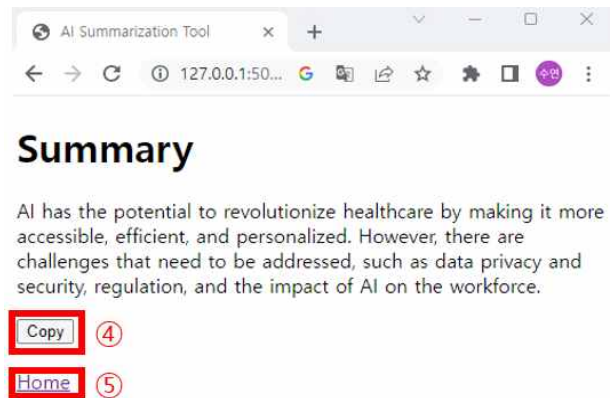 AI Summarization Tool
127.0.0.1:50...
수연
Summary
AI has the potential to revolutionize healthcare by making it more
accessible, efficient, and personalized. However, there are
challenges that need to be addressed, such as data privacy and
security, regulation, and the impact of AI on the workforce.
Copy ④
Home ⑤